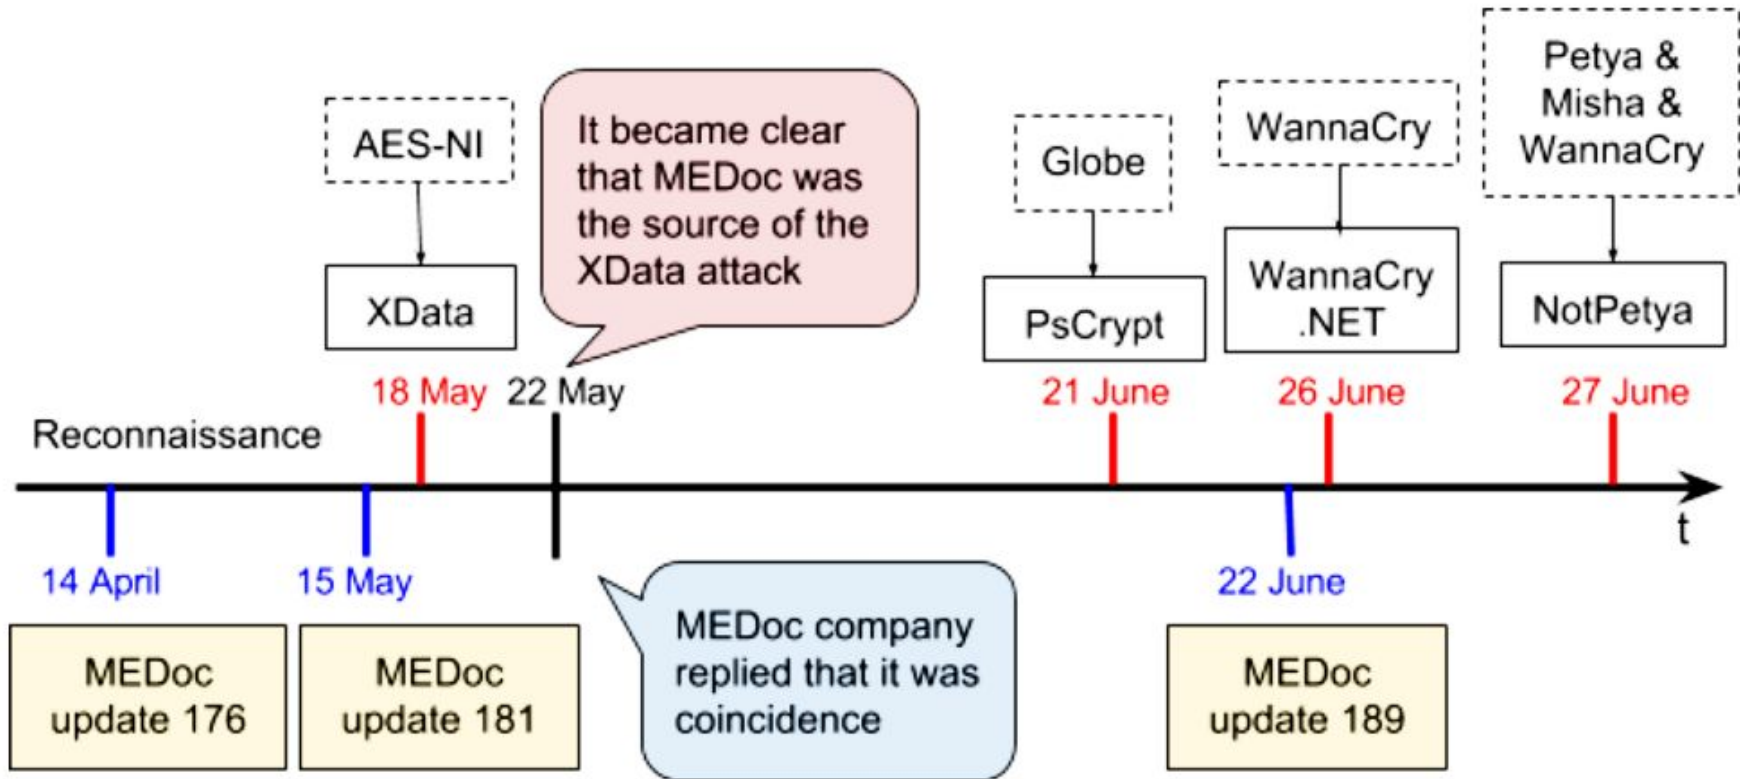 AES-NI
XData
It became clear
that MEDoc was
the source of the
XData attack
Globe
PsCrypt
WannaCry
WannaCry
.NET
Petya &
Misha &
WannaCry
NotPetya
18 May
22 May
21 June
26 June
27 June
Reconnaissance
t
14 April
15 May
22 June
MEDoc
update 176
MEDoc
update 181
MEDoc company
replied that it was
coincidence
MEDoc
update 189